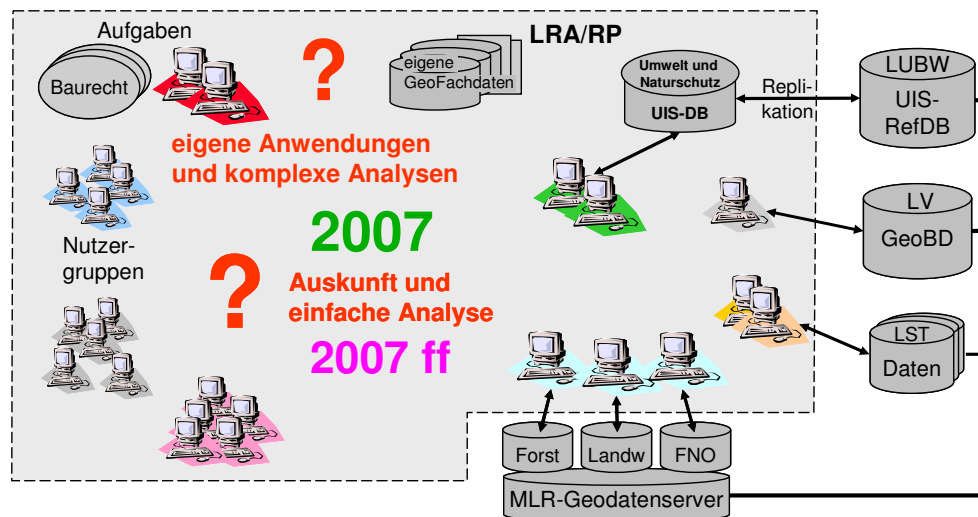 Aufgaben
Baurecht
?
eigene
GeoFachdaten
LRA/RP
Umwelt und
Naturschutz
UIS-DB
Repli-
kation
LUBW
UIS-
RefDB
eigene Anwendungen
und komplexe Analysen
2007
LV
GeoBD
Nutzer-
gruppen
?
Auskunft und
einfache Analyse
2007 ff
LST
Daten
Forst
Landw
FNO
MLR-Geodatenserver